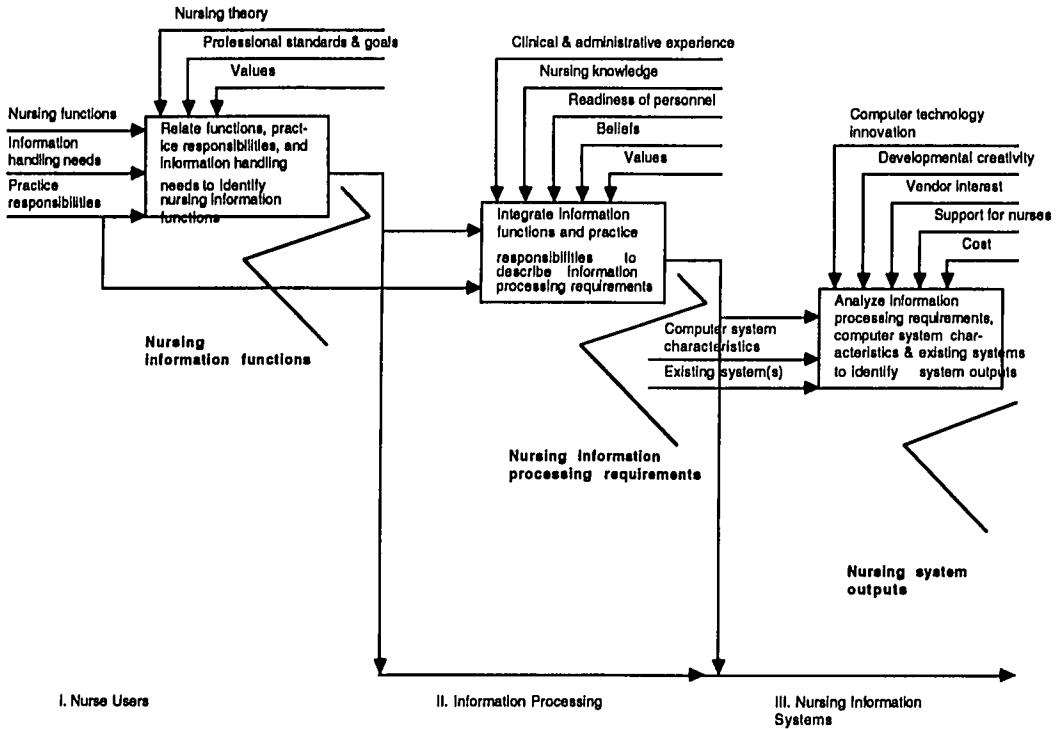 Nursing theory
Professional standards & goals
Values
Nursing functions
Information
handling needs
Practice
responsibilities
Relate functions, pract-
ice responsibilities, and
information handling
needs to identify
nursing information
functions
Nursing
information functions
Clinical & administrative experience
Nursing knowledge
Readiness of personnel
Beliefs
Values
Integrate information
functions and practice
responsibilities to
describe information
processing requirements
Nursing information
processing requirements
Computer technology
innovation
Developmental creativity
Vendor interest
Support for nurses
Cost
Computer system
characteristics
Existing system(s)
Analyze information
processing requirements,
computer system char-
acteristics & existing systems
to identify system outputs
Nursing system
outputs
I. Nurse Users
II. Information Processing
III. Nursing Information
Systems